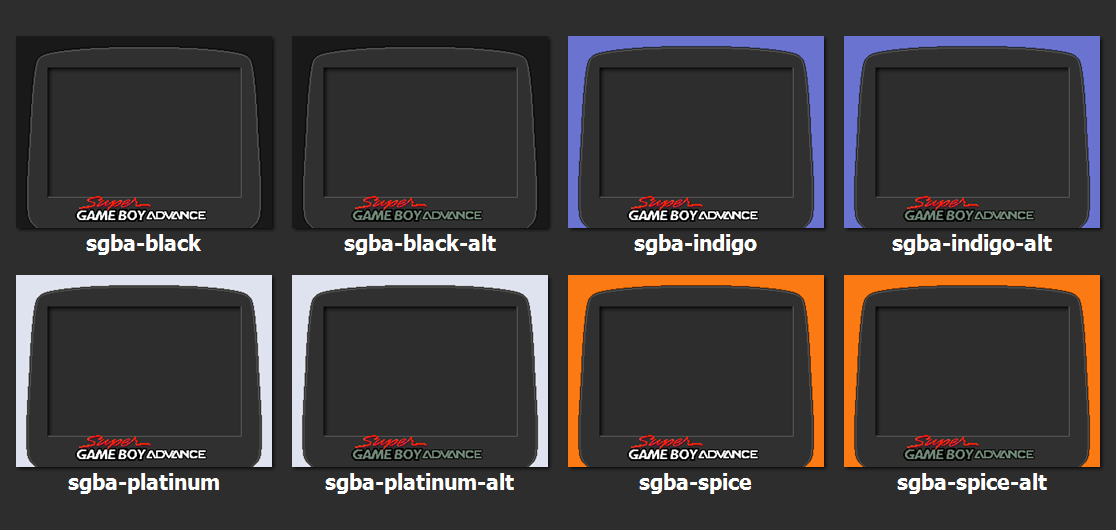 Super Super Super Super
GAME BOY ADVANCE GAME BOY ADVANCE GAME BOY ADVANCE GAME BOY ADVANCE
sgba-black sgba-black-alt sgba-indigo sgba-indigo-alt
Super Super Super Super
GAME BOY ADVANCE GAME BOY ADVANCE GAME BOY ADVANCE GAME BOY ADVANCE
sgba-platinum sgba-platinum-alt sgba-spice sgba-spice-alt